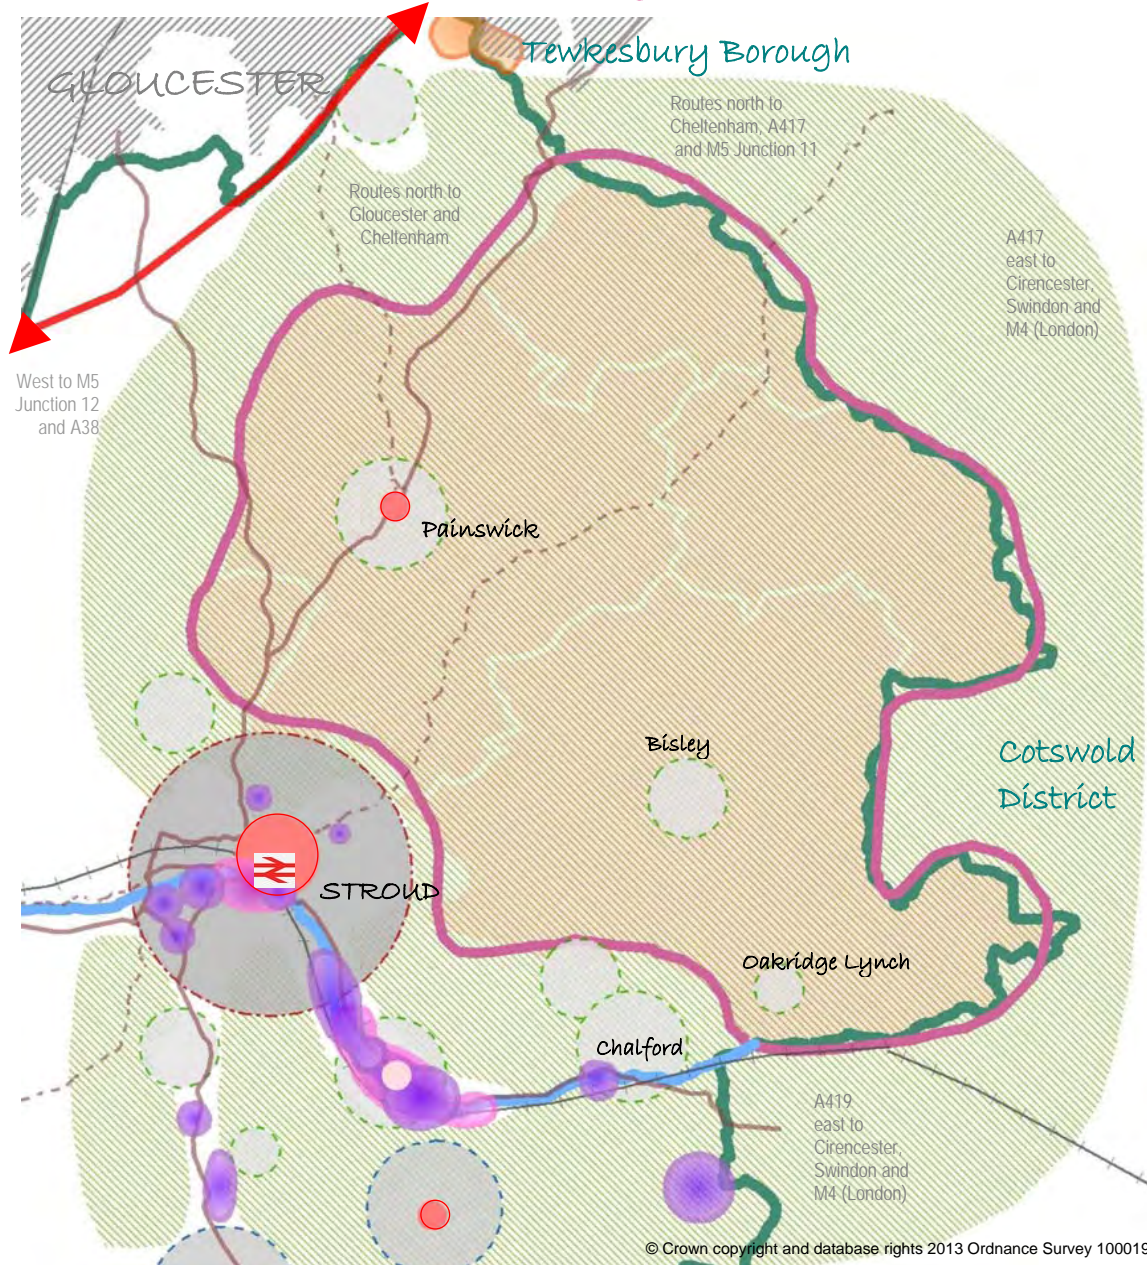 Tewkesbury Borough
GLOUCESTER
Routes north to
Cheltenham, A417
and M5 Junction 11
Routes north to
Gloucester and
Cheltenham
A417
east to
Cirencester,
Swindon and
M4 (London)
West to M5
Junction 12
and A38
Painswick
Bisley
Cotswold
District
STROUD
Oakridge Lynch
Chalford
A419
east to
Cirencester,
Swindon and
M4 (London)
© Crown copyright and database rights 2013 Ordnance Survey 100019